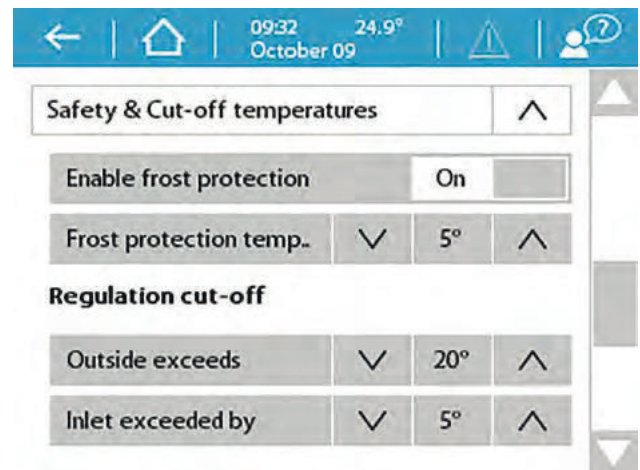 09:32 24.9°
October 09
?
Safety & Cut-off temperatures
Enable frost protection On
Frost protection temp.. 5°
Regulation cut-off
Outside exceeds 20°
Inlet exceeded by 5°